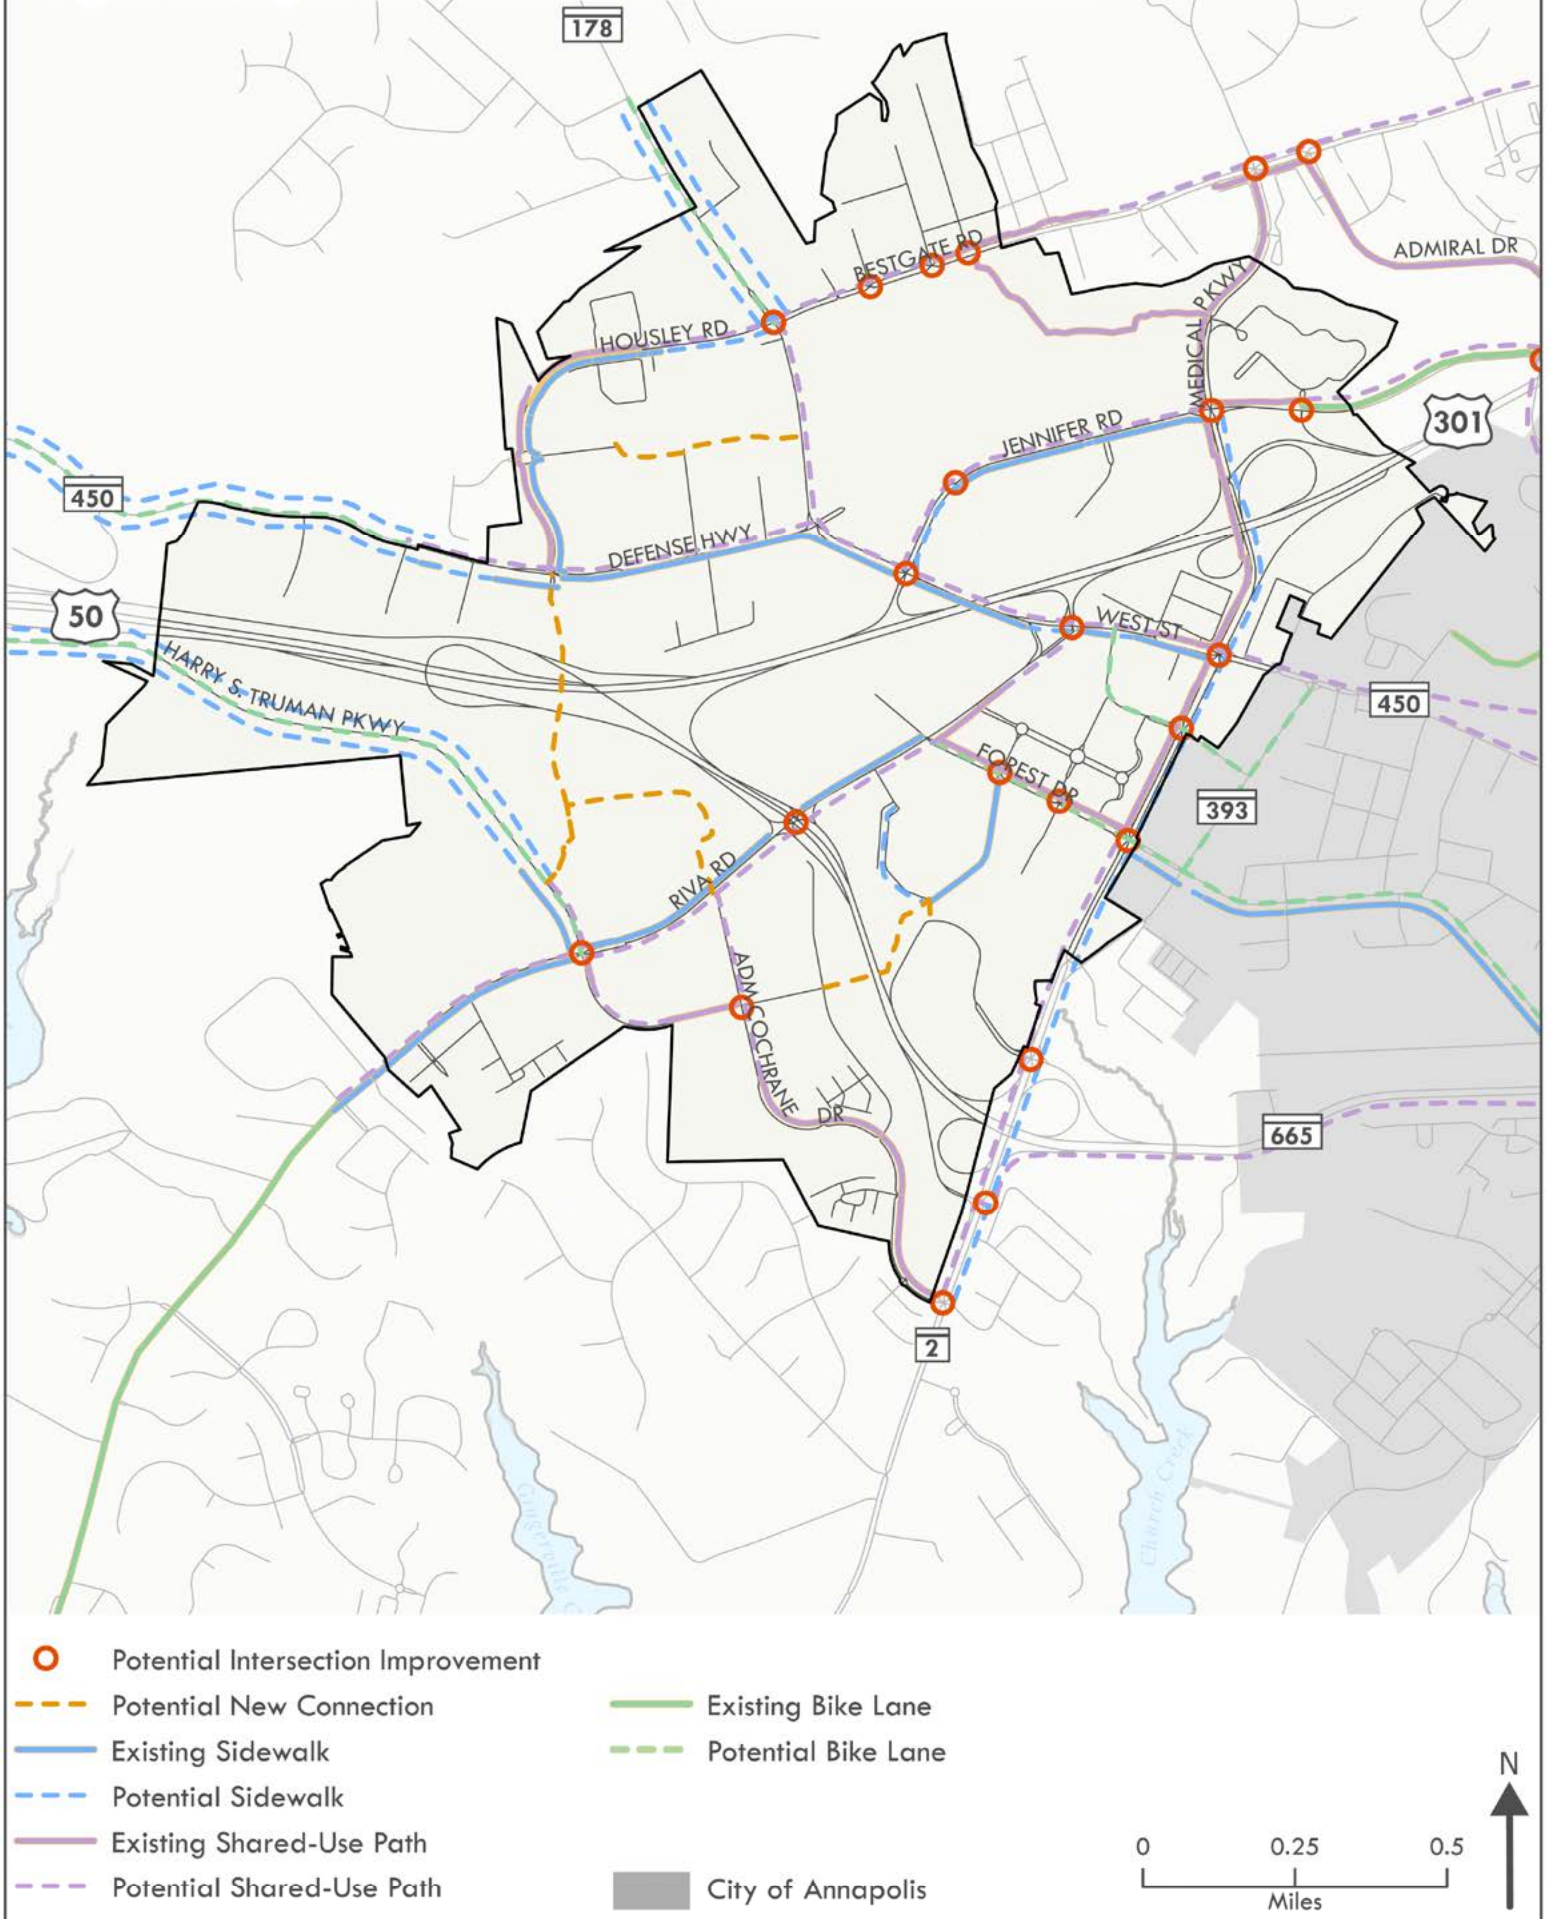 178
BESTGATE RD
ADMIRAL DR
HOUSLEY RD
MEDICAL PKWY
301
JENNIFER RD
450
DEFENSE HWY
50
WEST ST
HARRY S. TRUMAN PKWY
450
FOREST DR
393
RIVA RD
ADM COCHRANE DR
665
2
Church Creek
Gingerville C
Potential Intersection Improvement
Potential New Connection
Existing Sidewalk
Potential Sidewalk
Existing Shared-Use Path
Potential Shared-Use Path
Existing Bike Lane
Potential Bike Lane
City of Annapolis
N
0 0.25 0.5
Miles